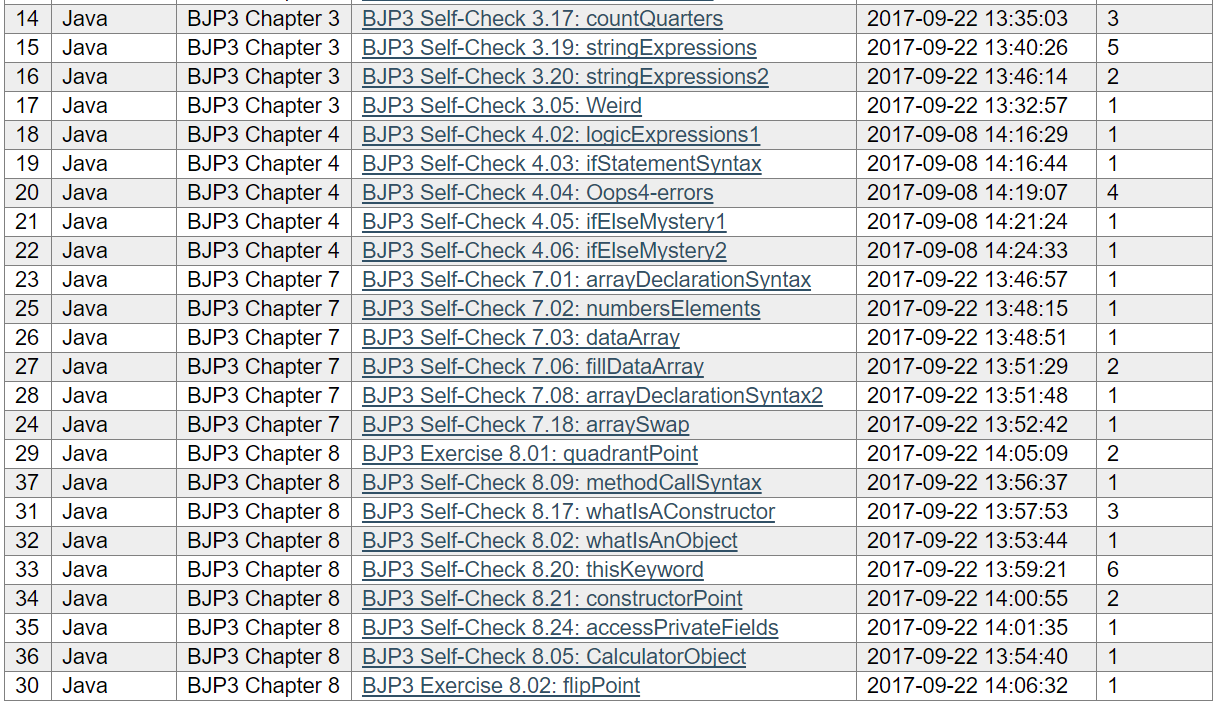 14 Java BJP3 Chapter 3 BJP3 Self-Check 3.17: countQuarters 2017-09-22 13:35:03 3
15 Java BJP3 Chapter 3 BJP3 Self-Check 3.19: stringExpressions 2017-09-22 13:40:26 5
16 Java BJP3 Chapter 3 BJP3 Self-Check 3.20: stringExpressions2 2017-09-22 13:46:14 2
17 Java BJP3 Chapter 3 BJP3 Self-Check 3.05: Weird 2017-09-22 13:32:57 1
18 Java BJP3 Chapter 4 BJP3 Self-Check 4.02: logicExpressions1 2017-09-08 14:16:29 1
19 Java BJP3 Chapter 4 BJP3 Self-Check 4.03: ifStatementSyntax 2017-09-08 14:16:44 1
20 Java BJP3 Chapter 4 BJP3 Self-Check 4.04: Oops4-errors 2017-09-08 14:19:07 4
21 Java BJP3 Chapter 4 BJP3 Self-Check 4.05: ifElseMystery1 2017-09-08 14:21:24 1
22 Java BJP3 Chapter 4 BJP3 Self-Check 4.06: ifElseMystery2 2017-09-08 14:24:33 1
23 Java BJP3 Chapter 7 BJP3 Self-Check 7.01: arrayDeclarationSyntax 2017-09-22 13:46:57 1
25 Java BJP3 Chapter 7 BJP3 Self-Check 7.02: numbersElements 2017-09-22 13:48:15 1
26 Java BJP3 Chapter 7 BJP3 Self-Check 7.03: dataArray 2017-09-22 13:48:51 1
27 Java BJP3 Chapter 7 BJP3 Self-Check 7.06: fillDataArray 2017-09-22 13:51:29 2
28 Java BJP3 Chapter 7 BJP3 Self-Check 7.08: arrayDeclarationSyntax2 2017-09-22 13:51:48 1
24 Java BJP3 Chapter 7 BJP3 Self-Check 7.18: arraySwap 2017-09-22 13:52:42 1
29 Java BJP3 Chapter 8 BJP3 Exercise 8.01: quadrantPoint 2017-09-22 14:05:09 2
37 Java BJP3 Chapter 8 BJP3 Self-Check 8.09: methodCallSyntax 2017-09-22 13:56:37 1
31 Java BJP3 Chapter 8 BJP3 Self-Check 8.17: whatIsAConstructor 2017-09-22 13:57:53 3
32 Java BJP3 Chapter 8 BJP3 Self-Check 8.02: whatIsAnObject 2017-09-22 13:53:44 1
33 Java BJP3 Chapter 8 BJP3 Self-Check 8.20: thisKeyword 2017-09-22 13:59:21 6
34 Java BJP3 Chapter 8 BJP3 Self-Check 8.21: constructorPoint 2017-09-22 14:00:55 2
35 Java BJP3 Chapter 8 BJP3 Self-Check 8.24: accessPrivateFields 2017-09-22 14:01:35 1
36 Java BJP3 Chapter 8 BJP3 Self-Check 8.05: CalculatorObject 2017-09-22 13:54:40 1
30 Java BJP3 Chapter 8 BJP3 Exercise 8.02: flipPoint 2017-09-22 14:06:32 1